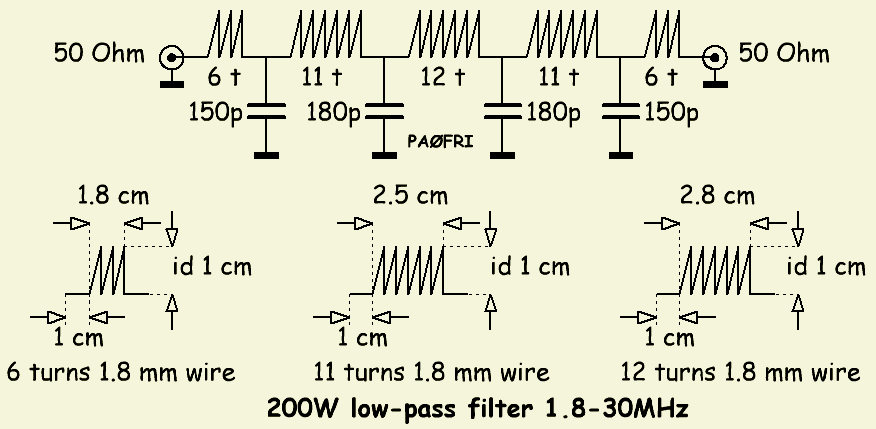 50 Ohm 50 Ohm
6 t 11 t 12 t 11 t 6 t
150p 180p 180p 150p
PAØFRI
1.8 cm 2.5 cm 2.8 cm
id 1 cm id 1 cm id 1 cm
1 cm 1 cm 1 cm
6 turns 1.8 mm wire 11 turns 1.8 mm wire 12 turns 1.8 mm wire
200W low-pass filter 1.8-30MHz